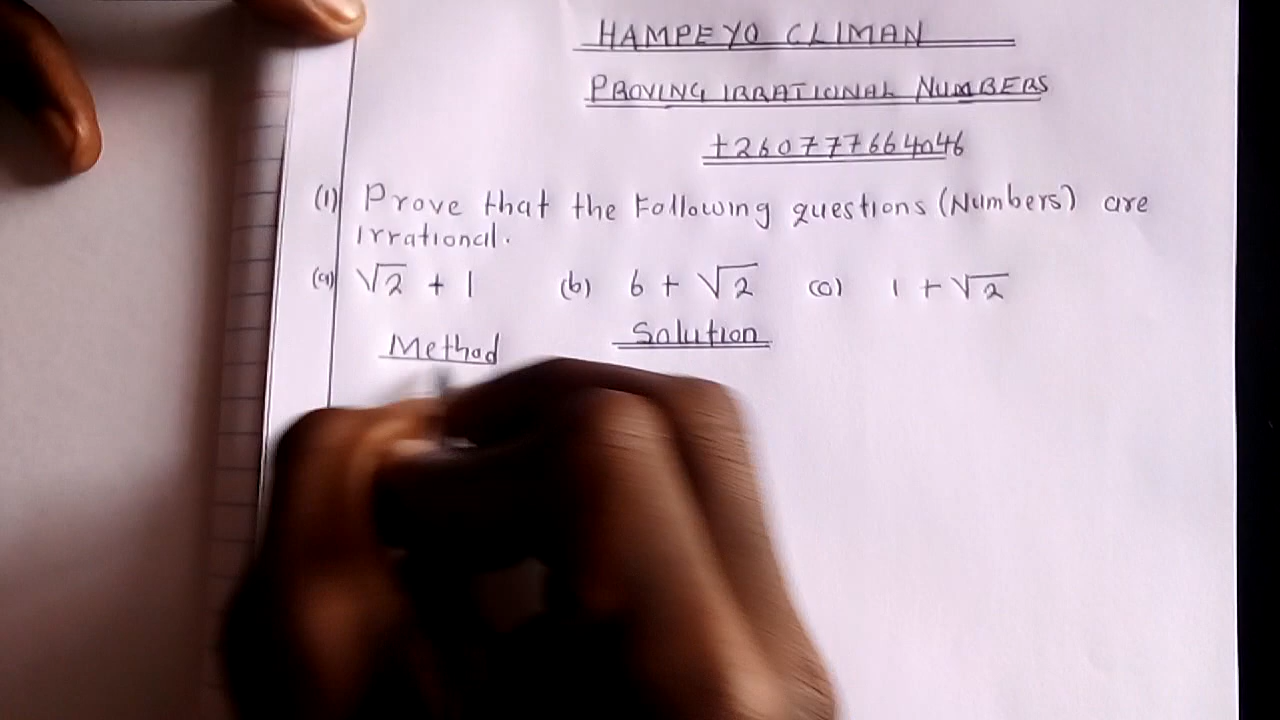 HAMPEYO CLIMAN
PROVING IRRATIONAL NUMBERS
+260777664046
(1) Prove that the Following questions (Numbers) are
Irrational.
(a) √2 + 1 (b) 6 + √2 (c) 1 + √2
Method Solution